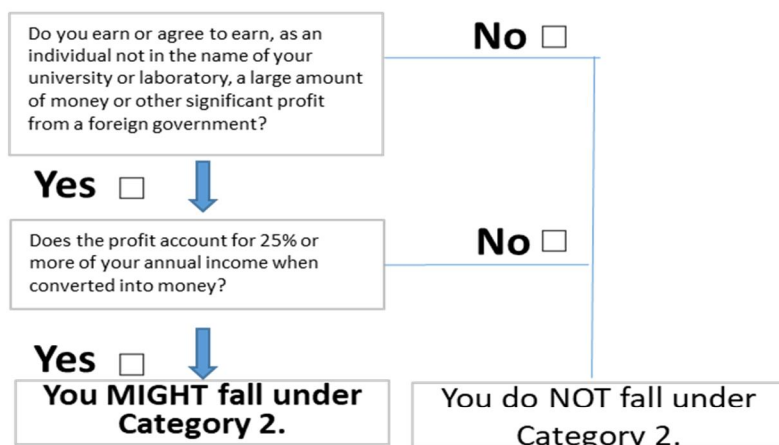 Do you earn or agree to earn, as an
individual not in the name of your
university or laboratory, a large amount
of money or other significant profit
from a foreign government?
No ☐
Yes ☐
Does the profit account for 25% or
more of your annual income when
converted into money?
No ☐
Yes ☐
You MIGHT fall under
Category 2.
You do NOT fall under
Category 2.